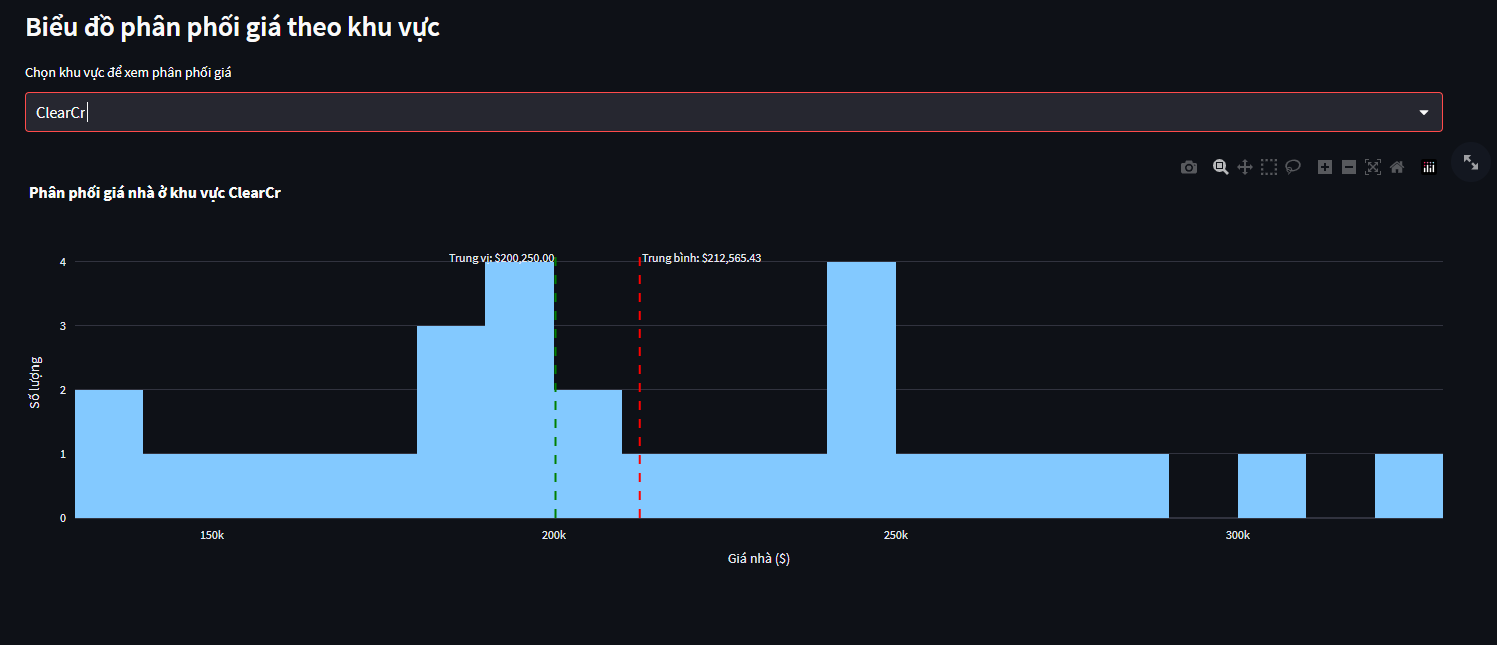 Biểu đồ phân phối giá theo khu vực
Chọn khu vực để xem phân phối giá
ClearCr
Phân phối giá nhà ở khu vực ClearCr
Trung vị: $200,250.00
Trung bình: $212,565.43
4
3
2
1
0
Số lượng
150k
200k
250k
300k
Giá nhà ($)